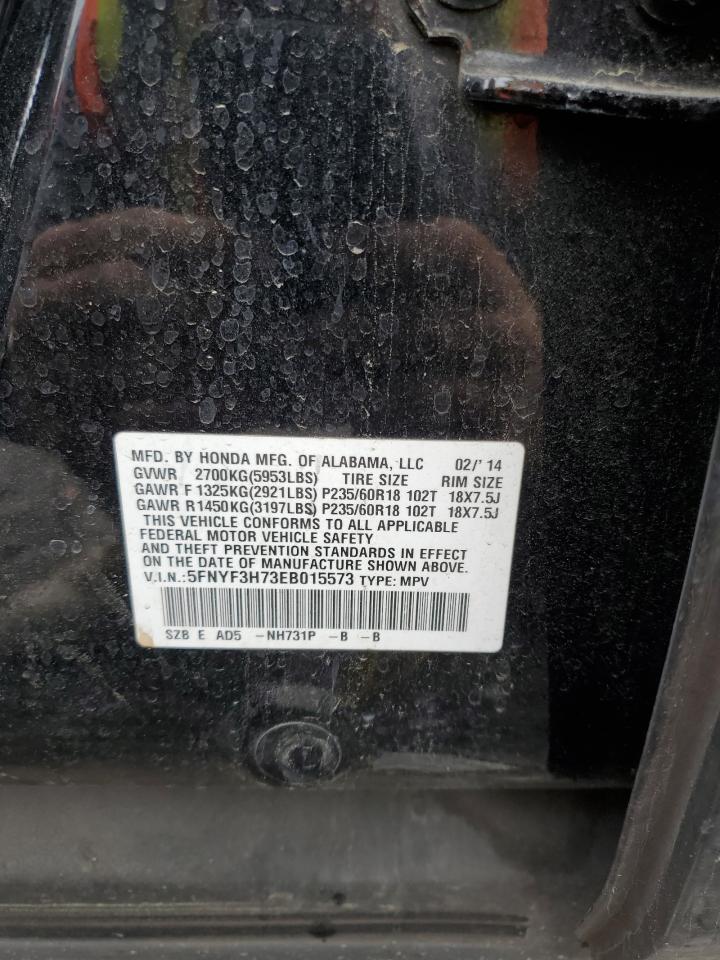 MFD. BY HONDA MFG. OF ALABAMA, LLC 02/' 14
GVWR 2700KG(5953LBS) TIRE SIZE RIM SIZE
GAWR F 1325KG(2921LBS) P235/60R18 102T 18X7.5J
GAWR R 1450KG(3197LBS) P235/60R18 102T 18X7.5J
THIS VEHICLE CONFORMS TO ALL APPLICABLE
FEDERAL MOTOR VEHICLE SAFETY
AND THEFT PREVENTION STANDARDS IN EFFECT
ON THE DATE OF MANUFACTURE SHOWN ABOVE.
V.I.N.: 5FNYF3H73EB015573 TYPE: MPV
SZB E AD5 -NH731P -B -B